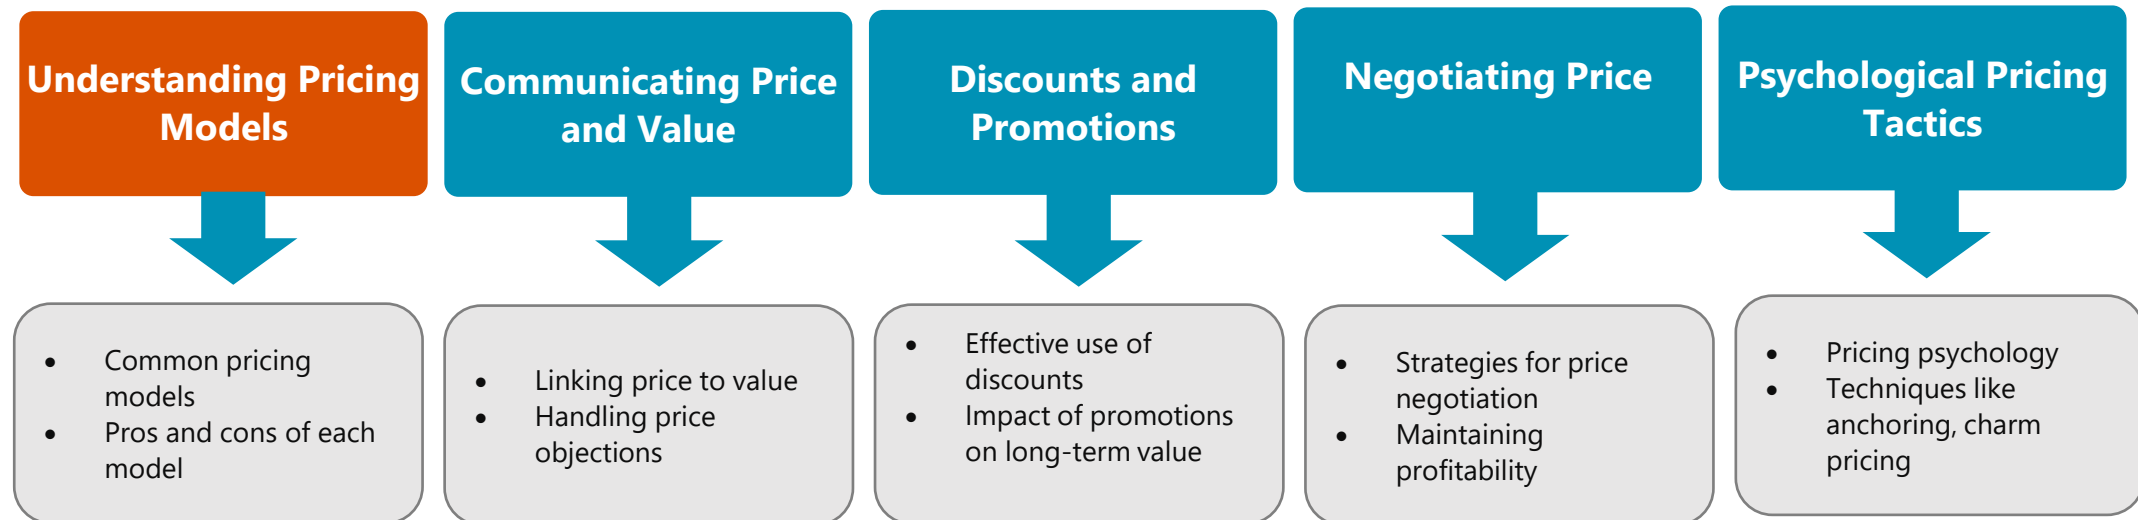 Understanding Pricing
Models
Communicating Price
and Value
Discounts and
Promotions
Negotiating Price
Psychological Pricing
Tactics
• Common pricing
models
• Pros and cons of each
model
• Linking price to value
• Handling price
objections
• Effective use of
discounts
• Impact of promotions
on long-term value
• Strategies for price
negotiation
• Maintaining
profitability
• Pricing psychology
• Techniques like
anchoring, charm
pricing